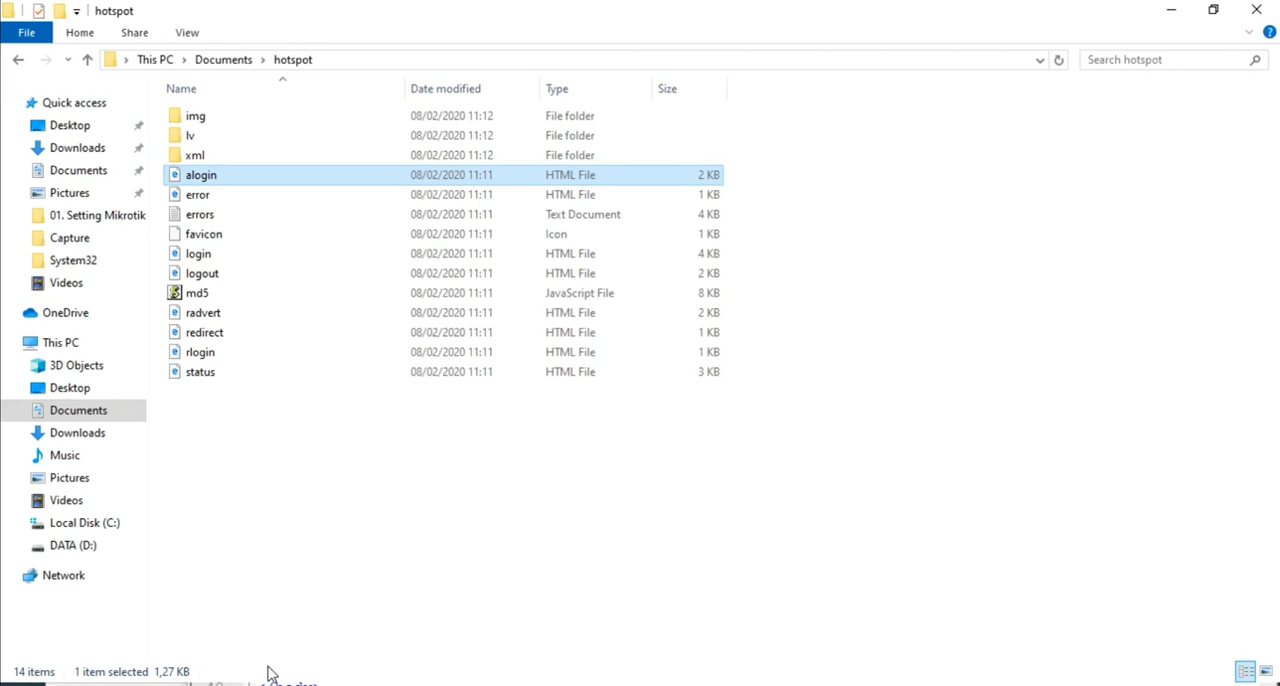 hotspot
File Home Share View
This PC Documents hotspot Search hotspot
Name Date modified Type Size
Quick access
Desktop
Downloads
Documents
Pictures
01. Setting Mikrotik
Capture
System32
Videos
OneDrive
This PC
3D Objects
Desktop
Documents
Downloads
Music
Pictures
Videos
Local Disk (C:)
DATA (D:)
Network
img 08/02/2020 11:12 File folder
lv 08/02/2020 11:12 File folder
xml 08/02/2020 11:12 File folder
alogin 08/02/2020 11:11 HTML File 2 KB
error 08/02/2020 11:11 HTML File 1 KB
errors 08/02/2020 11:11 Text Document 4 KB
favicon 08/02/2020 11:11 Icon 1 KB
login 08/02/2020 11:11 HTML File 4 KB
logout 08/02/2020 11:11 HTML File 2 KB
md5 08/02/2020 11:11 JavaScript File 8 KB
radvert 08/02/2020 11:11 HTML File 2 KB
redirect 08/02/2020 11:11 HTML File 1 KB
rlogin 08/02/2020 11:11 HTML File 1 KB
status 08/02/2020 11:11 HTML File 3 KB
14 items 1 item selected 1,27 KB